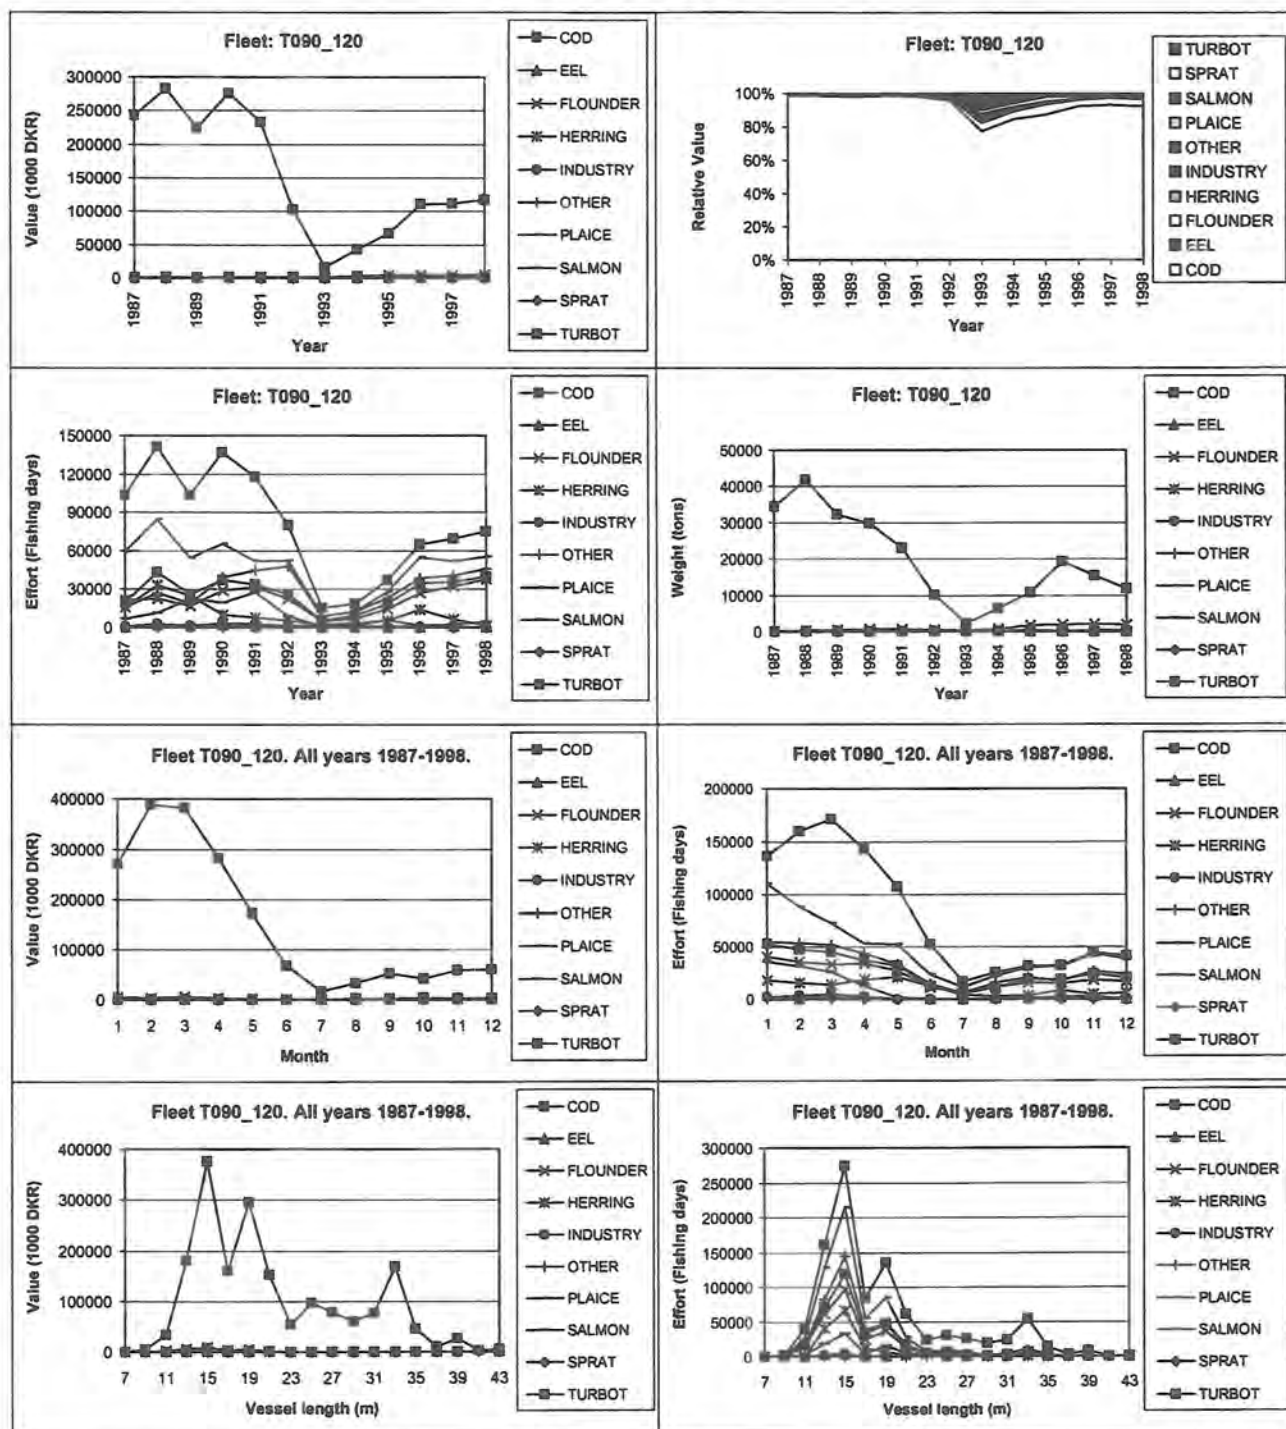 Fleet: T090_120
300000
250000
200000
150000
100000
50000
0
Value (1000 DKR)
1987
1989
1991
1993
1995
1997
Year
COD
EEL
FLOUNDER
HERRING
INDUSTRY
OTHER
PLAICE
SALMON
SPRAT
TURBOT
Fleet: T090_120
100%
80%
60%
40%
20%
0%
Relative Value
1987
1988
1989
1990
1991
1992
1993
1994
1995
1996
1997
1998
Year
TURBOT
SPRAT
SALMON
PLAICE
OTHER
INDUSTRY
HERRING
FLOUNDER
EEL
COD
Fleet: T090_120
150000
120000
90000
60000
30000
0
Effort (Fishing days)
1987
1988
1989
1990
1991
1992
1993
1994
1995
1996
1997
1998
Year
COD
EEL
FLOUNDER
HERRING
INDUSTRY
OTHER
PLAICE
SALMON
SPRAT
TURBOT
Fleet: T090_120
50000
40000
30000
20000
10000
0
Weight (tons)
1987
1988
1989
1990
1991
1992
1993
1994
1995
1996
1997
1998
Year
COD
EEL
FLOUNDER
HERRING
INDUSTRY
OTHER
PLAICE
SALMON
SPRAT
TURBOT
Fleet T090_120. All years 1987-1998.
400000
300000
200000
100000
0
Value (1000 DKR)
1 2 3 4 5 6 7 8 9 10 11 12
Month
COD
EEL
FLOUNDER
HERRING
INDUSTRY
OTHER
PLAICE
SALMON
SPRAT
TURBOT
Fleet T090_120. All years 1987-1998.
200000
150000
100000
50000
0
Effort (Fishing days)
1 2 3 4 5 6 7 8 9 10 11 12
Month
COD
EEL
FLOUNDER
HERRING
INDUSTRY
OTHER
PLAICE
SALMON
SPRAT
TURBOT
Fleet T090_120. All years 1987-1998.
400000
300000
200000
100000
0
Value (1000 DKR)
7 11 15 19 23 27 31 35 39 43
Vessel length (m)
COD
EEL
FLOUNDER
HERRING
INDUSTRY
OTHER
PLAICE
SALMON
SPRAT
TURBOT
Fleet T090_120. All years 1987-1998.
300000
250000
200000
150000
100000
50000
0
Effort (Fishing days)
7 11 15 19 23 27 31 35 39 43
Vessel length (m)
COD
EEL
FLOUNDER
HERRING
INDUSTRY
OTHER
PLAICE
SALMON
SPRAT
TURBOT